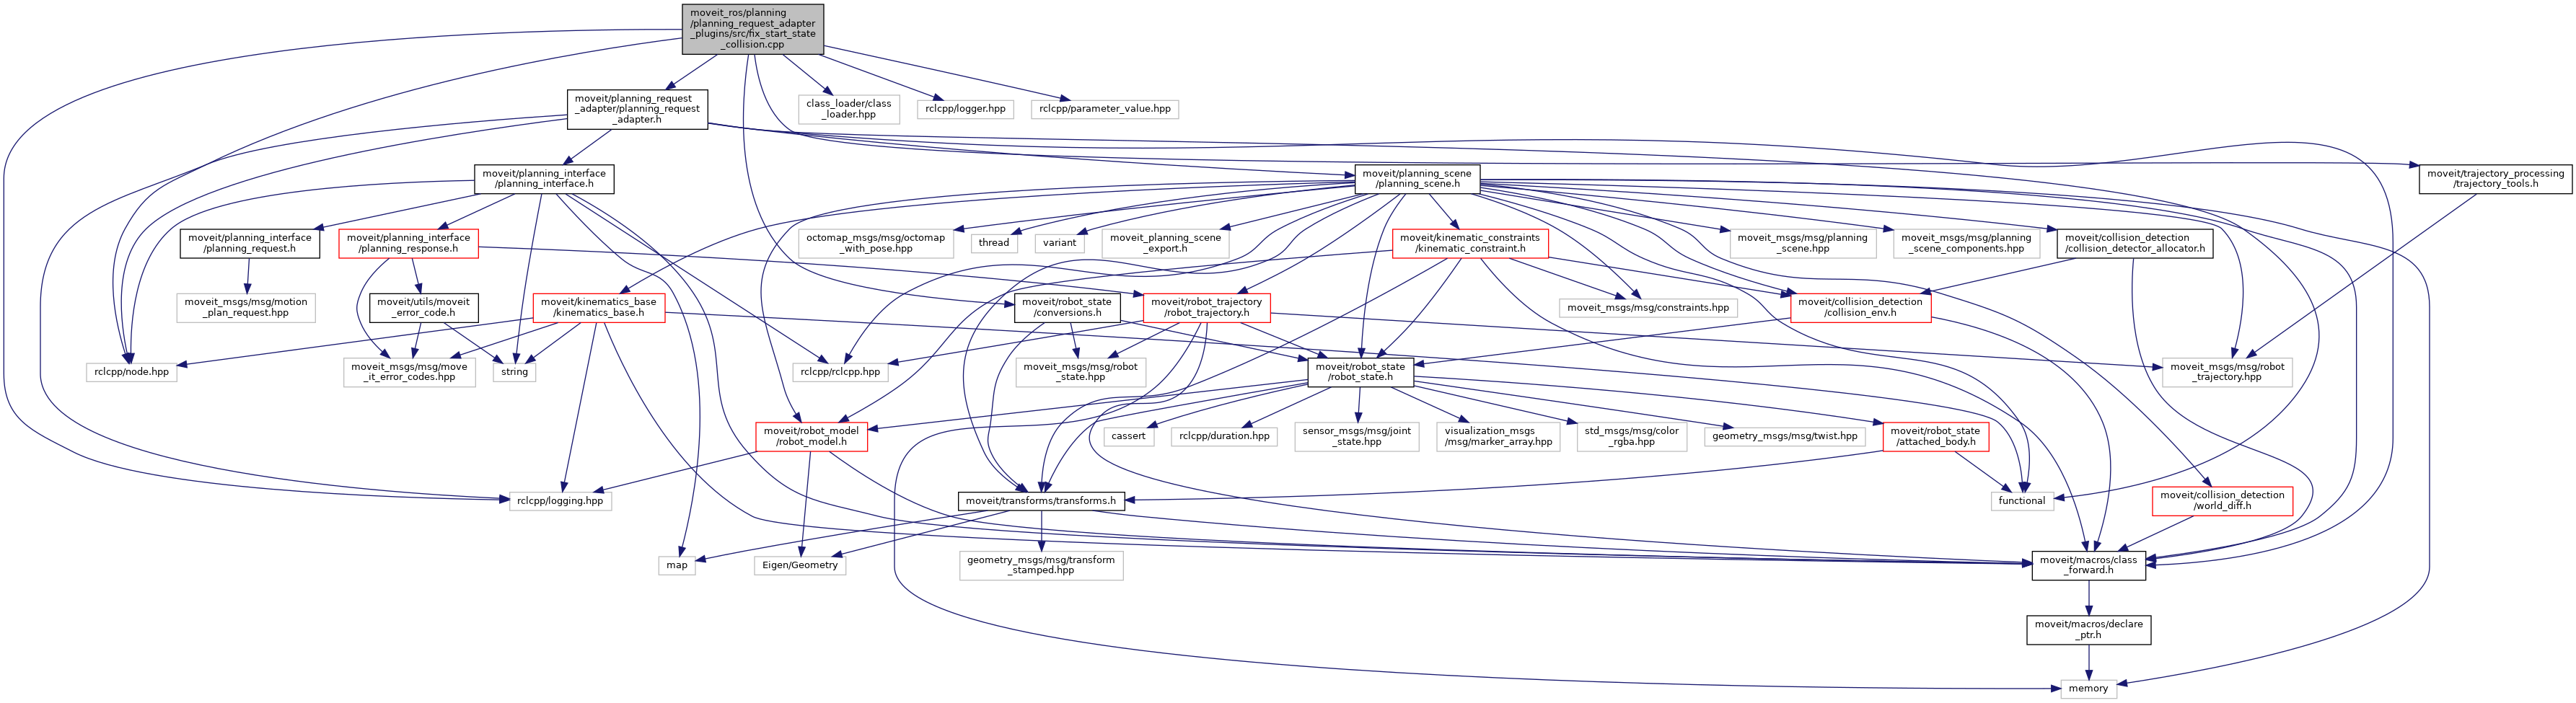 moveit_ros/planning
/planning_request_adapter
_plugins/src/fix_start_state
_collision.cpp
moveit/planning_request
_adapter/planning_request
_adapter.h
class_loader/class
_loader.hpp
rclcpp/logger.hpp
rclcpp/parameter_value.hpp
moveit/planning_interface
/planning_interface.h
moveit/planning_scene
/planning_scene.h
moveit/trajectory_processing
/trajectory_tools.h
moveit/planning_interface
/planning_request.h
moveit/planning_interface
/planning_response.h
octomap_msgs/msg/octomap
_with_pose.hpp
thread
variant
moveit_planning_scene
_export.h
moveit/kinematic_constraints
/kinematic_constraint.h
moveit_msgs/msg/planning
_scene.hpp
moveit_msgs/msg/planning
_scene_components.hpp
moveit/collision_detection
/collision_detector_allocator.h
moveit_msgs/msg/motion
_plan_request.hpp
moveit/utils/moveit
_error_code.h
moveit/kinematics_base
/kinematics_base.h
moveit/robot_state
/conversions.h
moveit/robot_trajectory
/robot_trajectory.h
moveit_msgs/msg/constraints.hpp
moveit/collision_detection
/collision_env.h
rclcpp/node.hpp
moveit_msgs/msg/move
_it_error_codes.hpp
string
rclcpp/rclcpp.hpp
moveit_msgs/msg/robot
_state.hpp
moveit/robot_state
/robot_state.h
moveit_msgs/msg/robot
_trajectory.hpp
moveit/robot_model
/robot_model.h
cassert
rclcpp/duration.hpp
sensor_msgs/msg/joint
_state.hpp
visualization_msgs
/msg/marker_array.hpp
std_msgs/msg/color
_rgba.hpp
geometry_msgs/msg/twist.hpp
moveit/robot_state
/attached_body.h
rclcpp/logging.hpp
moveit/transforms/transforms.h
functional
moveit/collision_detection
/world_diff.h
map
Eigen/Geometry
geometry_msgs/msg/transform
_stamped.hpp
moveit/macros/class
_forward.h
moveit/macros/declare
_ptr.h
memory